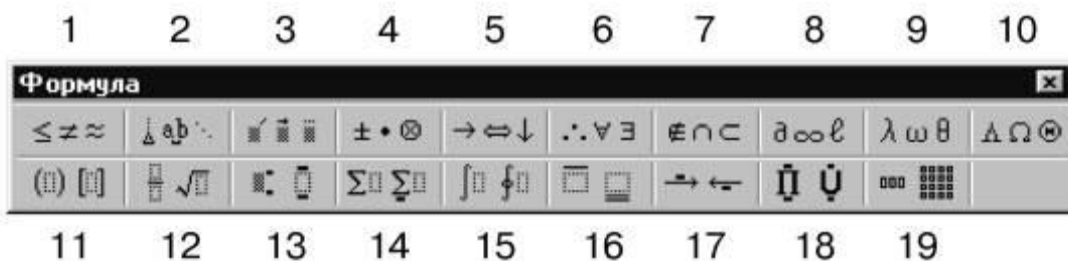 1 2 3 4 5 6 7 8 9 10
Формула
≤ ≠ ≈ ab ⋱ ± • ⊗ → ⇔ ↓ ∴ ∀ ∃ ∉ ∩ ⊂ ∂ ∞ ℓ λ ω θ Λ Ω Θ
(▯) [▯] √▯ Σ▯ Σ▯ ∫▯ ∮▯ → ← Π Ụ
11 12 13 14 15 16 17 18 19